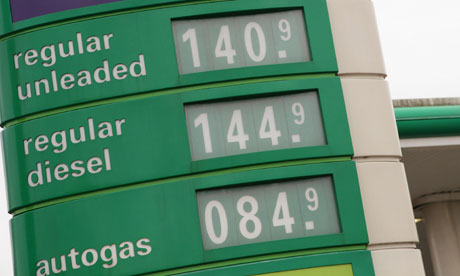 regular
unleaded 140.9
regular
diesel 144.9
autogas 084.9